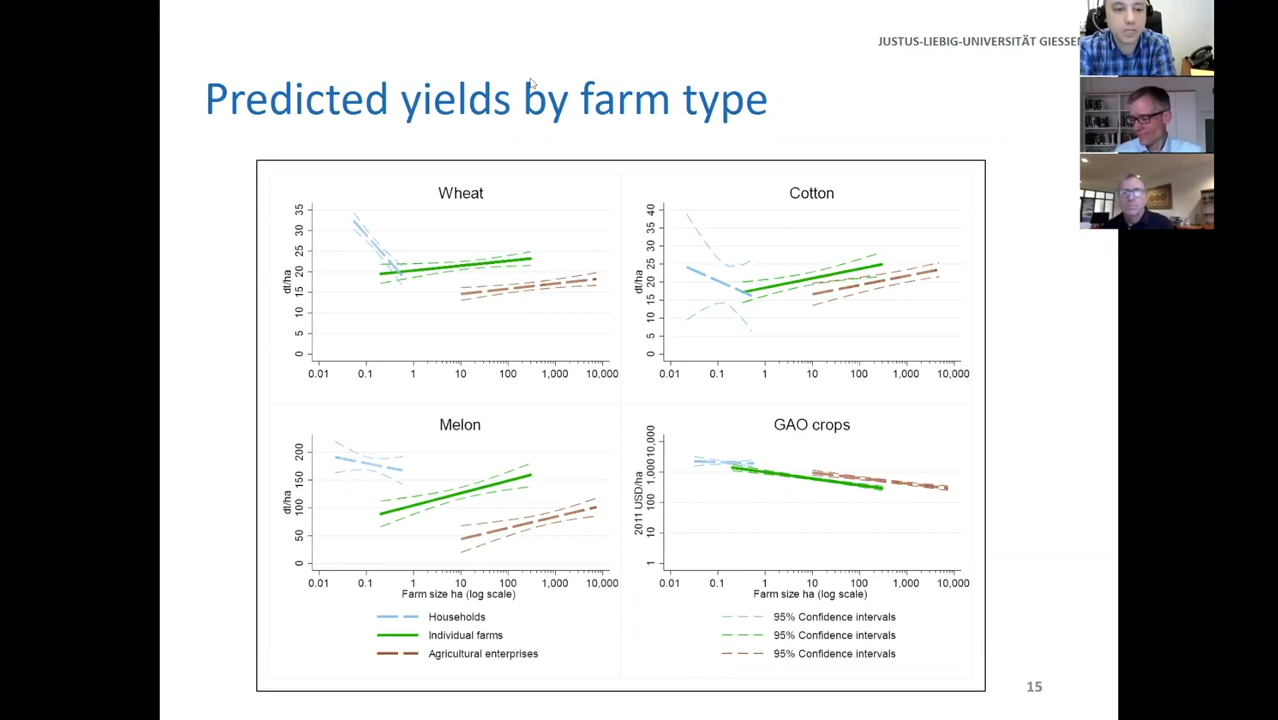 JUSTUS-LIEBIG-UNIVERSITÄT GIESSEN
Predicted yields by farm type
Wheat
Cotton
35
30
25
20
15
10
5
0
dt/ha
0.01 0.1 1 10 100 1,000 10,000
40
35
30
25
20
15
10
5
0
dt/ha
0.01 0.1 1 10 100 1,000 10,000
Melon
GAO crops
200
150
100
50
0
dt/ha
0.01 0.1 1 10 100 1,000 10,000
Farm size ha (log scale)
10,000
1,000
100
10
1
2011 USD/ha
0.01 0.1 1 10 100 1,000 10,000
Farm size ha (log scale)
Households
Individual farms
Agricultural enterprises
95% Confidence intervals
95% Confidence intervals
95% Confidence intervals
15